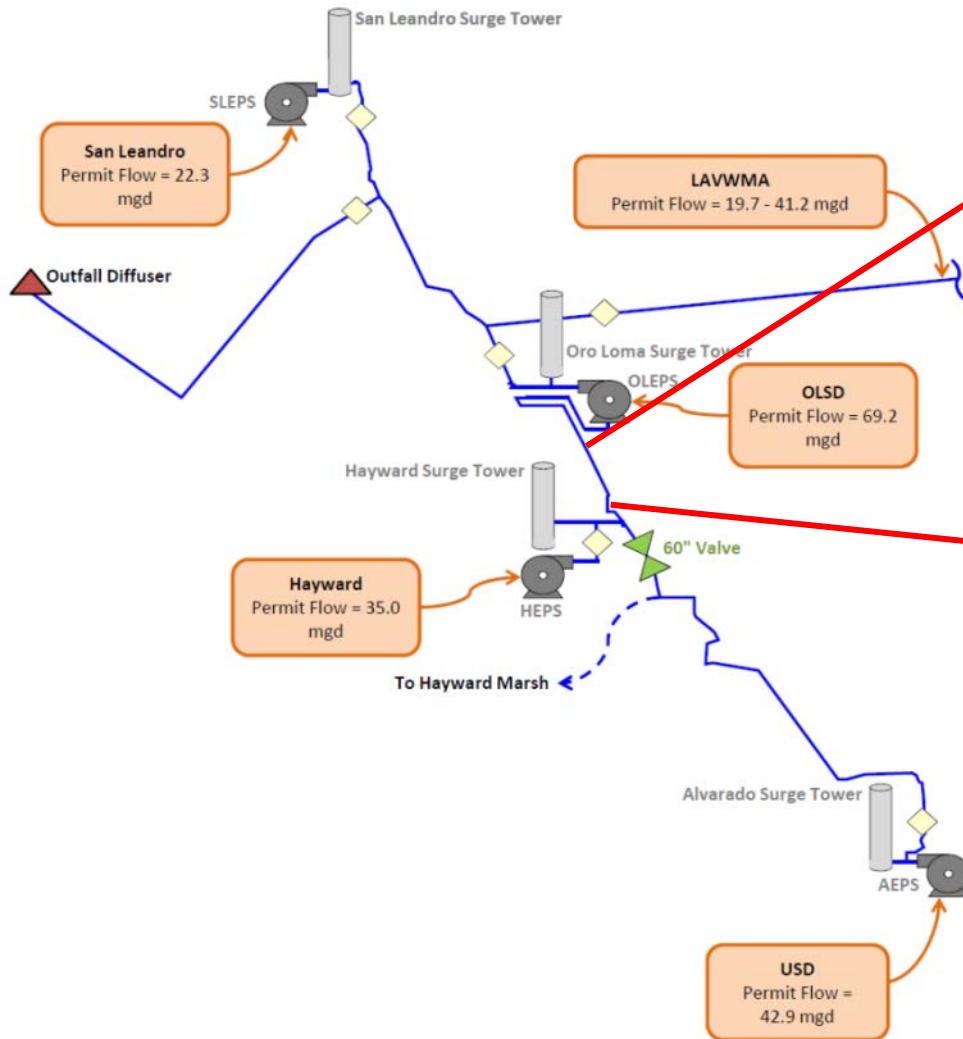 San Leandro Surge Tower
SLEPS
San Leandro
Permit Flow = 22.3
mgd
LAVWMA
Permit Flow = 19.7 - 41.2 mgd
Outfall Diffuser
Oro Loma Surge Tower
OLEPS
OLSD
Permit Flow = 69.2
mgd
Hayward Surge Tower
60" Valve
Hayward
Permit Flow = 35.0
mgd
HEPS
To Hayward Marsh
Alvarado Surge Tower
AEPS
USD
Permit Flow =
42.9 mgd